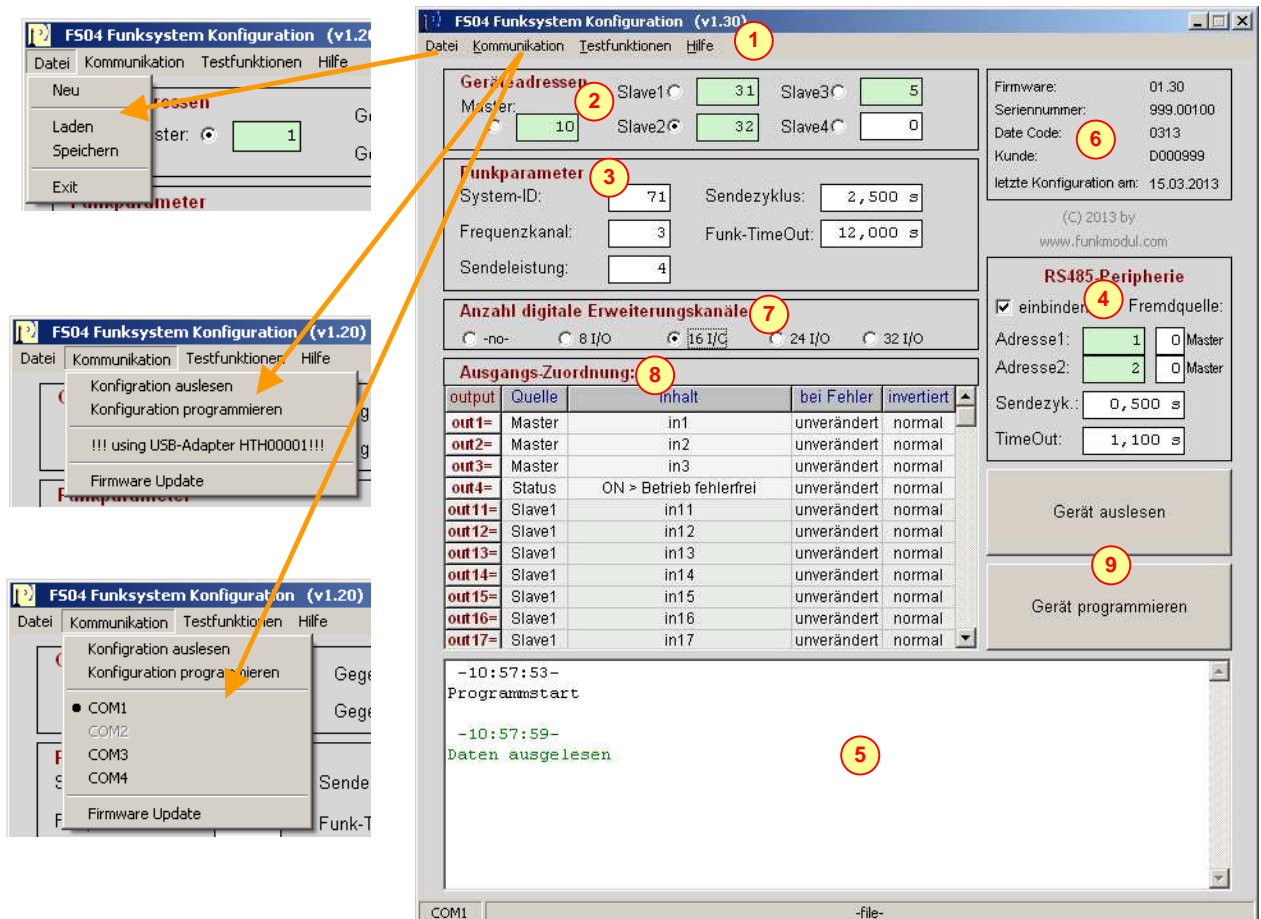 FS04 Funksystem Konfiguration (v1.20
Datei Kommunikation Testfunktionen Hilfe
Neu
Laden
Speichern
Exit
ressen
ster: 1
Ge
Ge
Funkparameter
FS04 Funksystem Konfiguration (v1.20)
Datei Kommunikation Testfunktionen Hilfe
Konfigration auslesen
Konfiguration programmieren
!!! using USB-Adapter HTH00001!!!
Firmware Update
Funkparameter
FS04 Funksystem Konfiguration (v1.20)
Datei Kommunikation Testfunktionen Hilfe
Konfigration auslesen
Konfiguration programmieren
COM1
COM2
COM3
COM4
Firmware Update
Gege
Gege
Sende
Funk-T
FS04 Funksystem Konfiguration (v1.30)
Datei Kommunikation Testfunktionen Hilfe
1
Geräteadressen
2
Master: 10
Slave1 31
Slave2 32
Slave3 5
Slave4 0
Funkparameter
3
System-ID: 71
Sendezyklus: 2,500 s
Frequenzkanal: 3
Funk-TimeOut: 12,000 s
Sendeleistung: 4
Anzahl digitale Erweiterungskanäle
7
-no- 8 I/O 16 I/O 24 I/O 32 I/O
Ausgangs-Zuordnung:
8
output Quelle Inhalt bei Fehler invertiert
out1= Master in1 unverändert normal
out2= Master in2 unverändert normal
out3= Master in3 unverändert normal
out4= Status ON > Betrieb fehlerfrei unverändert normal
out11= Slave1 in11 unverändert normal
out12= Slave1 in12 unverändert normal
out13= Slave1 in13 unverändert normal
out14= Slave1 in14 unverändert normal
out15= Slave1 in15 unverändert normal
out16= Slave1 in16 unverändert normal
out17= Slave1 in17 unverändert normal
Firmware: 01.30
Seriennummer: 999.00100
Date Code: 0313
6
Kunde: D000999
letzte Konfiguration am: 15.03.2013
(C) 2013 by
www.funkmodul.com
RS485-Peripherie
4
einbinden Fremdquelle:
Adresse1: 1 0 Master
Adresse2: 2 0 Master
Sendezyk.: 0,500 s
TimeOut: 1,100 s
Gerät auslesen
9
Gerät programmieren
-10:57:53-
Programmstart
-10:57:59-
Daten ausgelesen
5
COM1 -file-